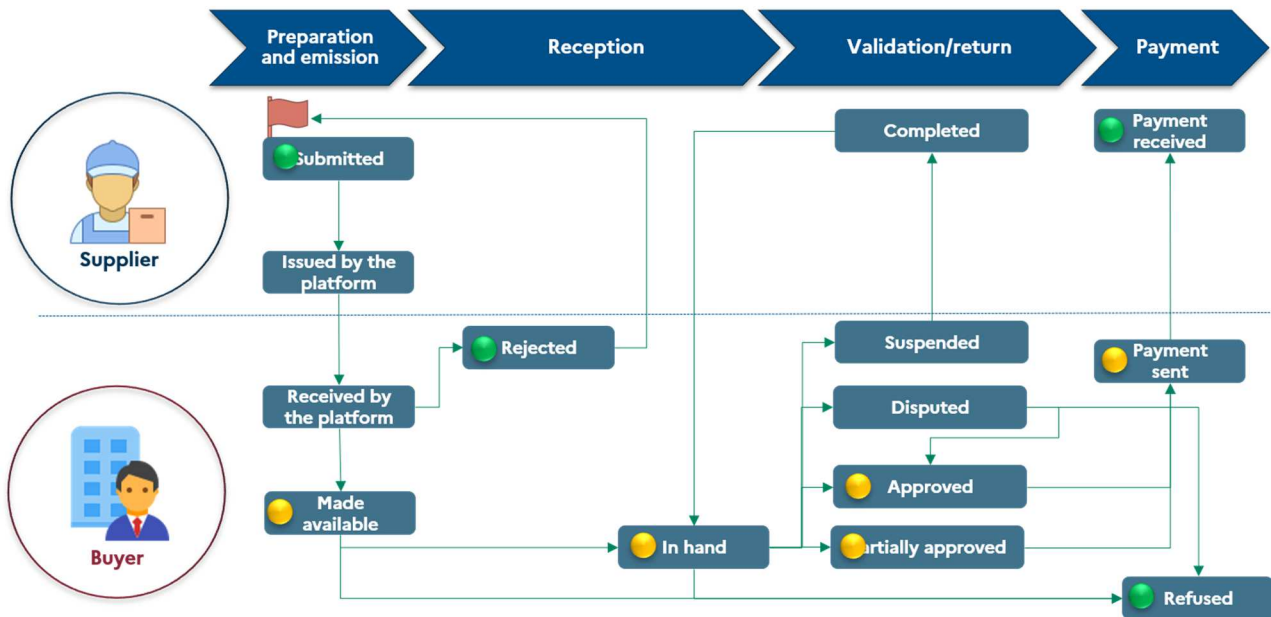 Preparation
and emission
Reception
Validation/return
Payment
Submitted
Completed
Payment
received
Supplier
Issued by the
platform
Rejected
Suspended
Payment
sent
Received by
the platform
Disputed
Approved
Made
available
Buyer
In hand
artially approved
Refused